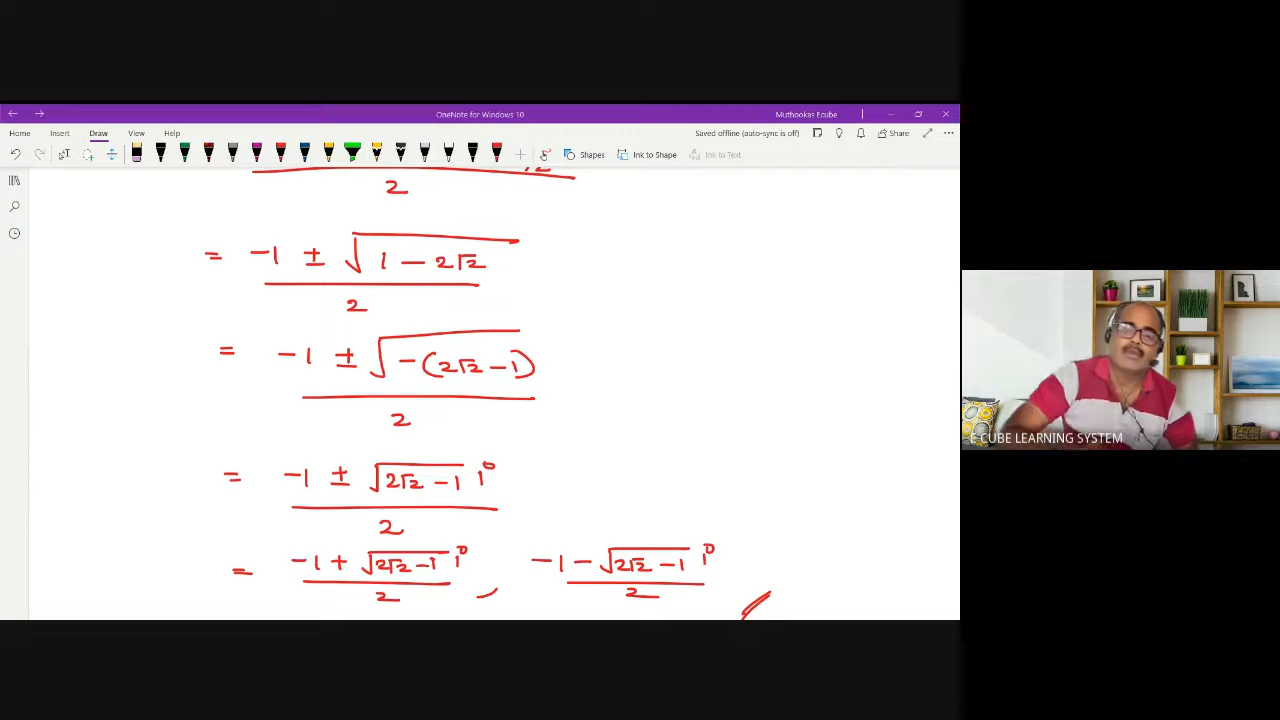 OneNote for Windows 10
Muthookas Ecube
Home Insert Draw View Help
Saved offline (auto-sync is off)
Share
Shapes
Ink to Shape
Ink to Text
2
= -1 ± √(1 - 2√2)
2
= -1 ± √(-(2√2 - 1))
2
= -1 ± √(2√2 - 1) i
2
= -1 + √(2√2 - 1) i , -1 - √(2√2 - 1) i
2 2
E CUBE LEARNING SYSTEM